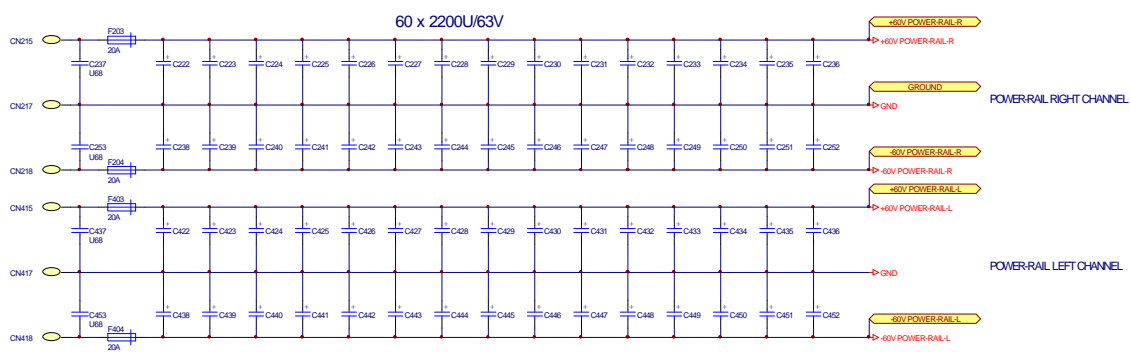 60 x 2200U/63V
+60V POWER-RAIL-R
CN215
F203
20A
+60V POWER-RAIL-R
C237
U68
C222
C223
C224
C225
C226
C227
C228
C229
C230
C231
C232
C233
C234
C235
C236
GROUND
POWER-RAIL RIGHT CHANNEL
CN217
GND
C253
U68
C238
C239
C240
C241
C242
C243
C244
C245
C246
C247
C248
C249
C250
C251
C252
-60V POWER-RAIL-R
CN218
F204
20A
-60V POWER-RAIL-R
+60V POWER-RAIL-L
CN415
F403
20A
+60V POWER-RAIL-L
C437
U68
C422
C423
C424
C425
C426
C427
C428
C429
C430
C431
C432
C433
C434
C435
C436
POWER-RAIL LEFT CHANNEL
CN417
GND
C453
U68
C438
C439
C440
C441
C442
C443
C444
C445
C446
C447
C448
C449
C450
C451
C452
-60V POWER-RAIL-L
CN418
F404
20A
-60V POWER-RAIL-L